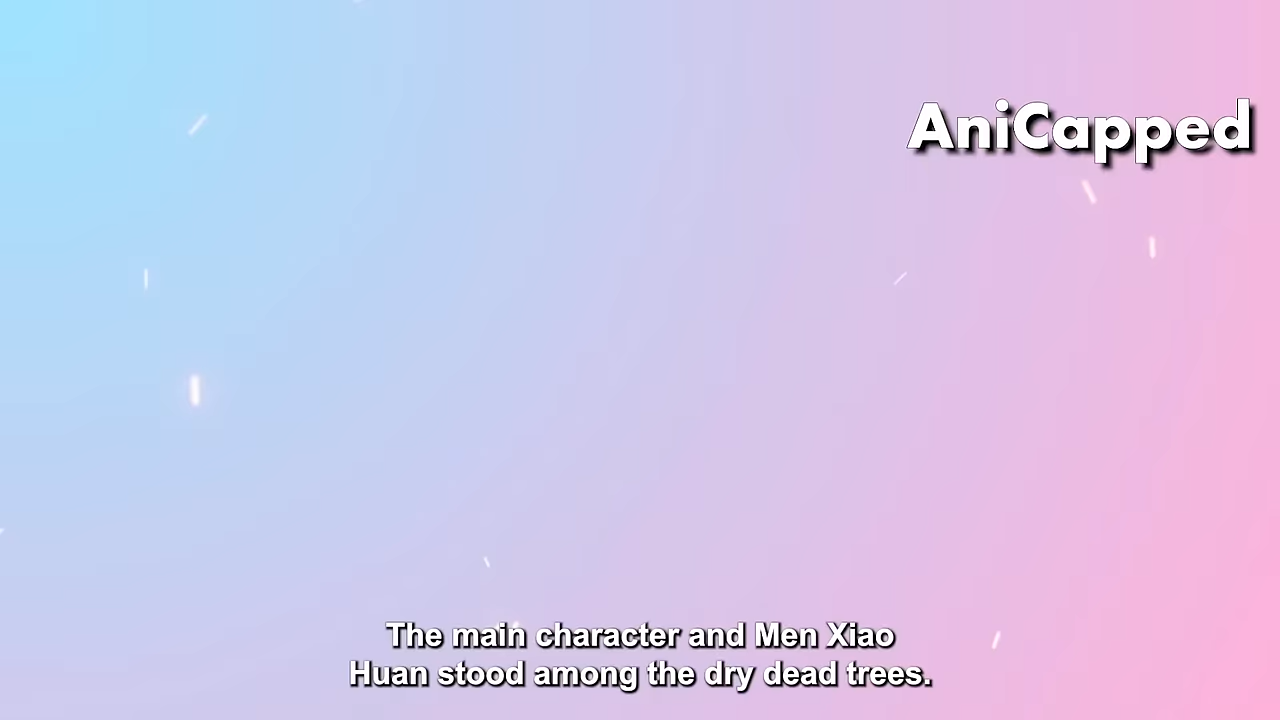 AniCapped
The main character and Men Xiao
Huan stood among the dry dead trees.